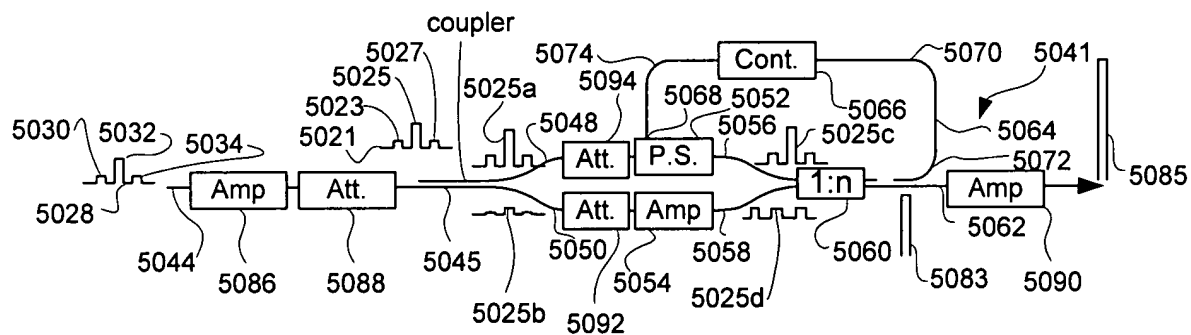 coupler
5027
5025
5023
5021
5025a
5074
5094
5048
Cont.
5070
5041
5066
5068
5052
5056
5025c
5064
5072
5030
5032
5034
5028
Amp
Att.
Att.
P.S.
1:n
Amp
5085
Att.
Amp
5044
5086
5088
5045
5025b
5050
5092
5054
5058
5025d
5060
5083
5062
5090